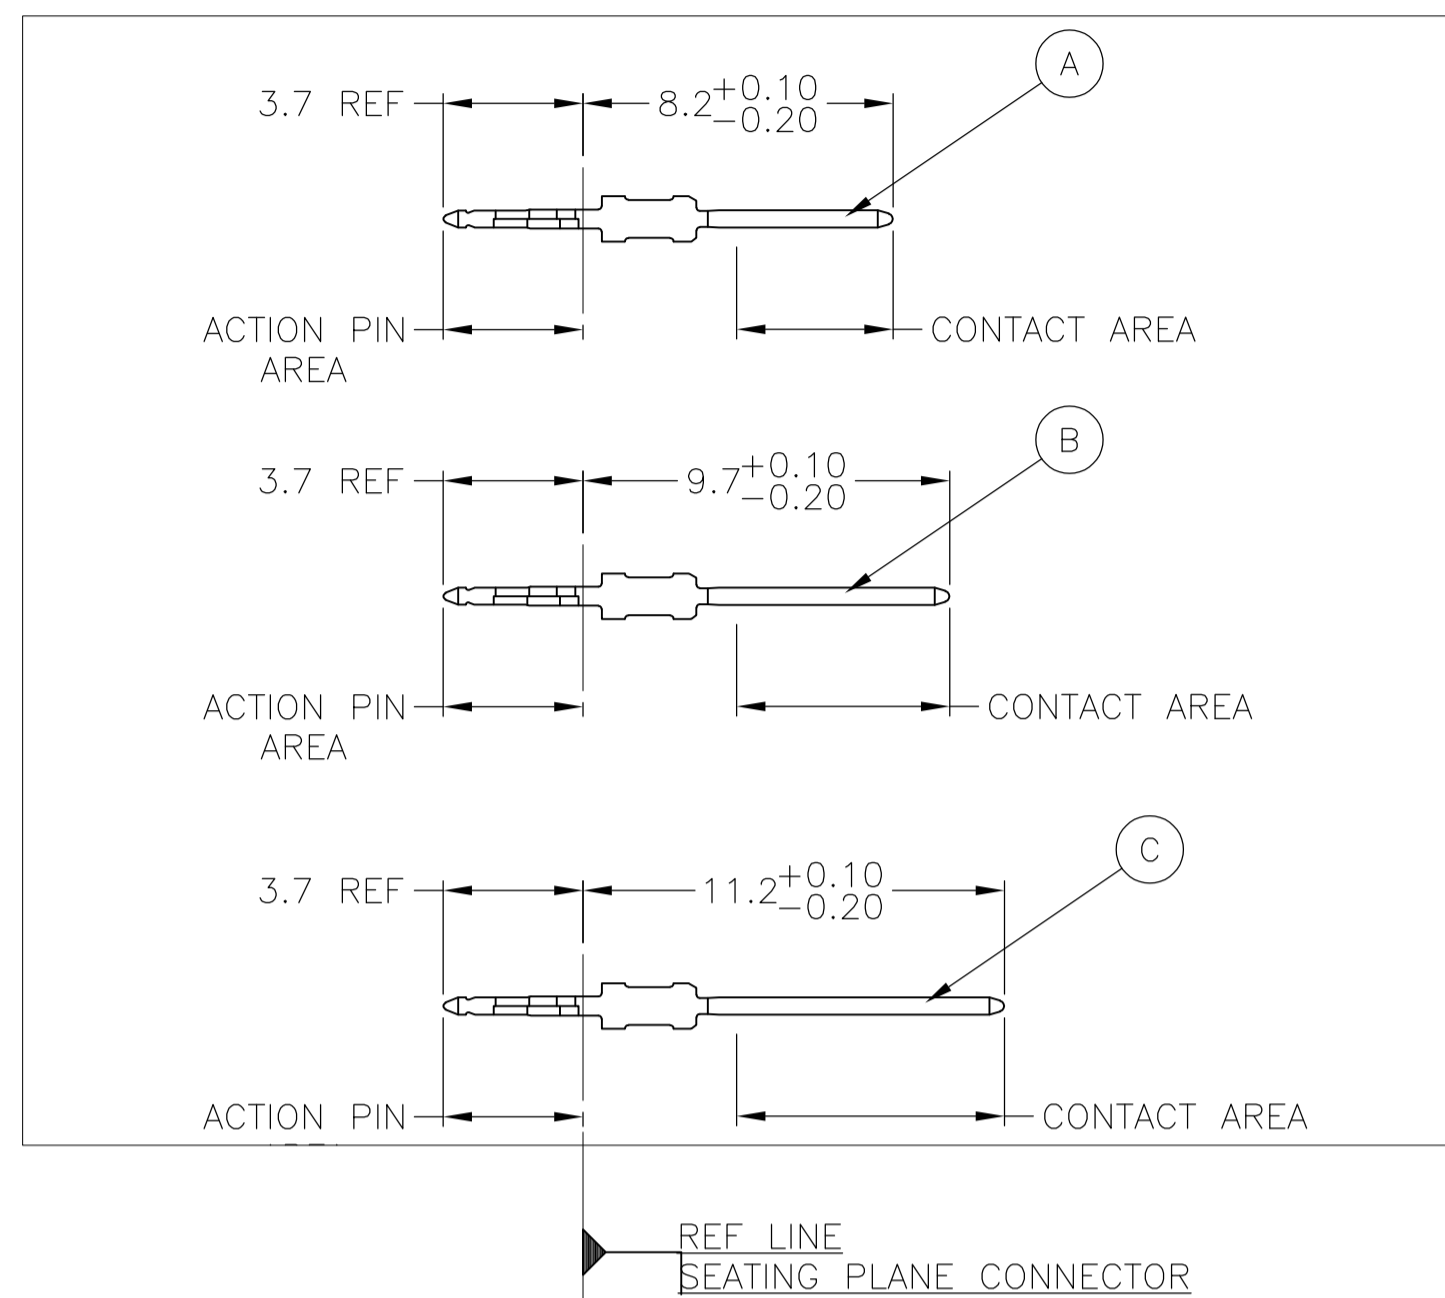 A
3.7 REF 8.2 +0.10 -0.20
ACTION PIN AREA
CONTACT AREA
B
3.7 REF 9.7 +0.10 -0.20
ACTION PIN AREA
CONTACT AREA
C
3.7 REF 11.2 +0.10 -0.20
ACTION PIN
CONTACT AREA
REF LINE
SEATING PLANE CONNECTOR